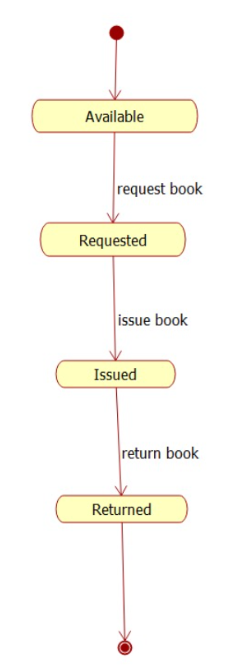 Available
request book
Requested
issue book
Issued
return book
Returned